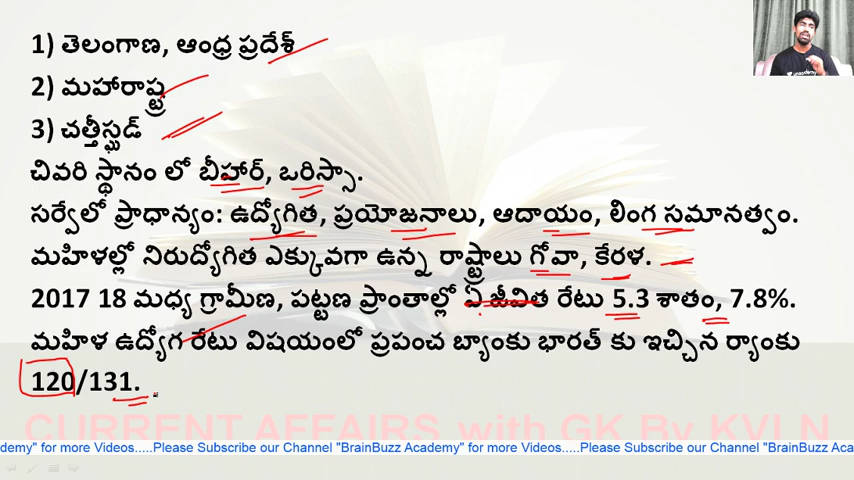 1) తెలంగాణ, ఆంధ్ర ప్రదేశ్
2) మహారాష్ట్ర
3) చత్తీస్ఘడ్
చివరి స్థానం లో బీహార్, ఒరిస్సా.
సర్వేలో ప్రాధాన్యం: ఉద్యోగిత, ప్రయోజనాలు, ఆదాయం, లింగ సమానత్వం.
మహిళల్లో నిరుద్యోగిత ఎక్కువగా ఉన్న రాష్ట్రాలు గోవా, కేరళ.
2017 18 మధ్య గ్రామీణ, పట్టణ ప్రాంతాల్లో ఏ జీవిత రేటు 5.3 శాతం, 7.8%.
మహిళ ఉద్యోగ రేటు విషయంలో ప్రపంచ బ్యాంకు భారత్ కు ఇచ్చిన ర్యాంకు
120/131.
CURRENT AFFAIRS with GK By KVLN
demy" for more Videos.....Please Subscribe our Channel "BrainBuzz Academy" for more Videos.....Please Subscribe our Channel "BrainBuzz Aca